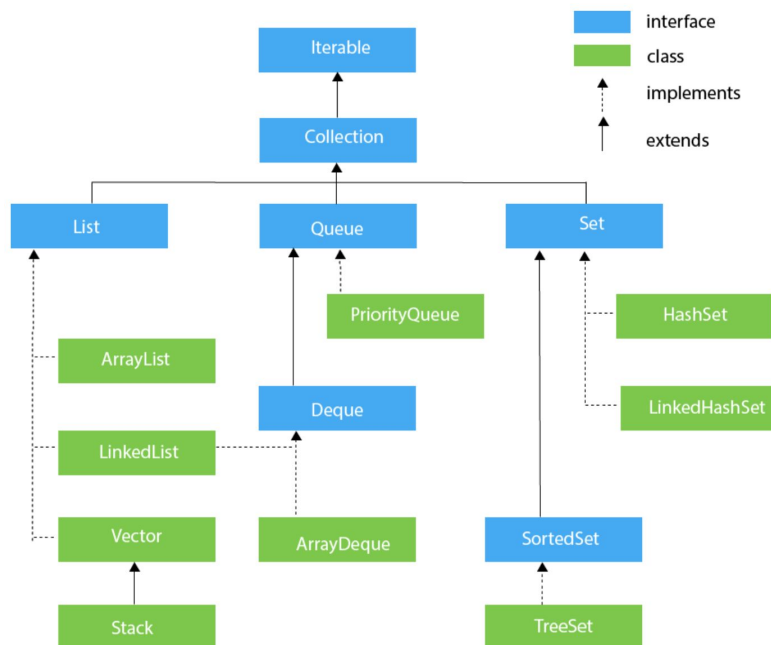 Iterable
interface
class
implements
extends
Collection
List
Queue
Set
PriorityQueue
HashSet
ArrayList
Deque
LinkedHashSet
LinkedList
Vector
ArrayDeque
SortedSet
Stack
TreeSet